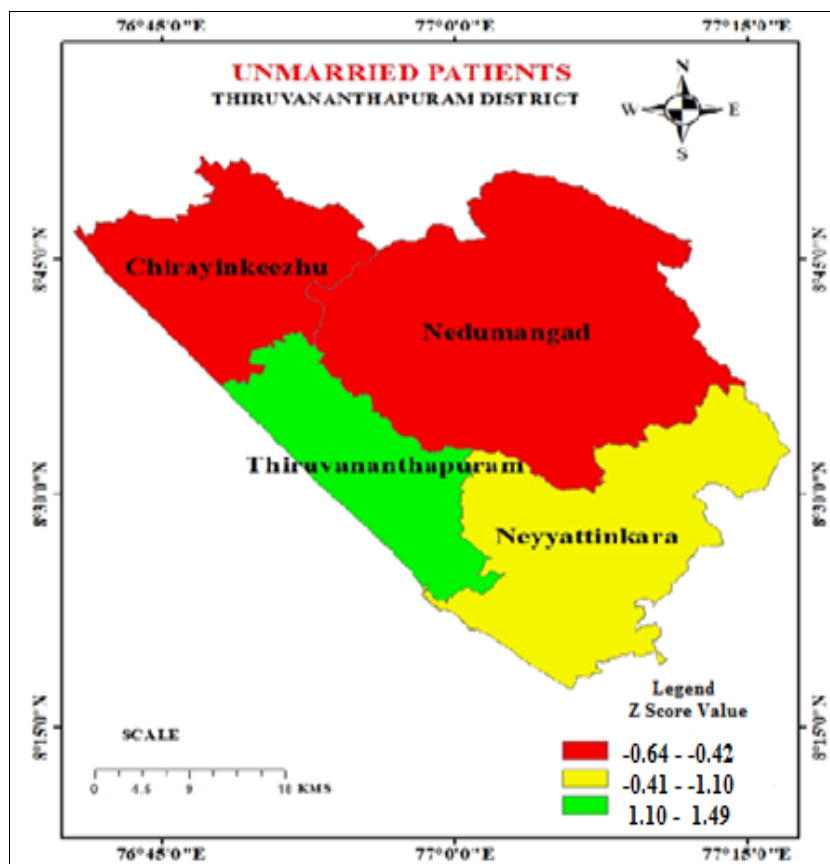 76°45'0"E 77°0'0"E 77°15'0"E
UNMARRIED PATIENTS
THIRUVANANTHAPURAM DISTRICT
N
W E
S
8°45'0"N 8°45'0"N
Chirayinkeezhu
Nedumangad
Thiruvananthapuram
8°30'0"N 8°30'0"N
Neyyattinkara
Legend
Z Score Value
8°15'0"N 8°15'0"N
SCALE
-0.64 - -0.42
0 4.5 9 18 KMS
-0.41 - -1.10
1.10 - 1.49
76°45'0"E 77°0'0"E 77°15'0"E